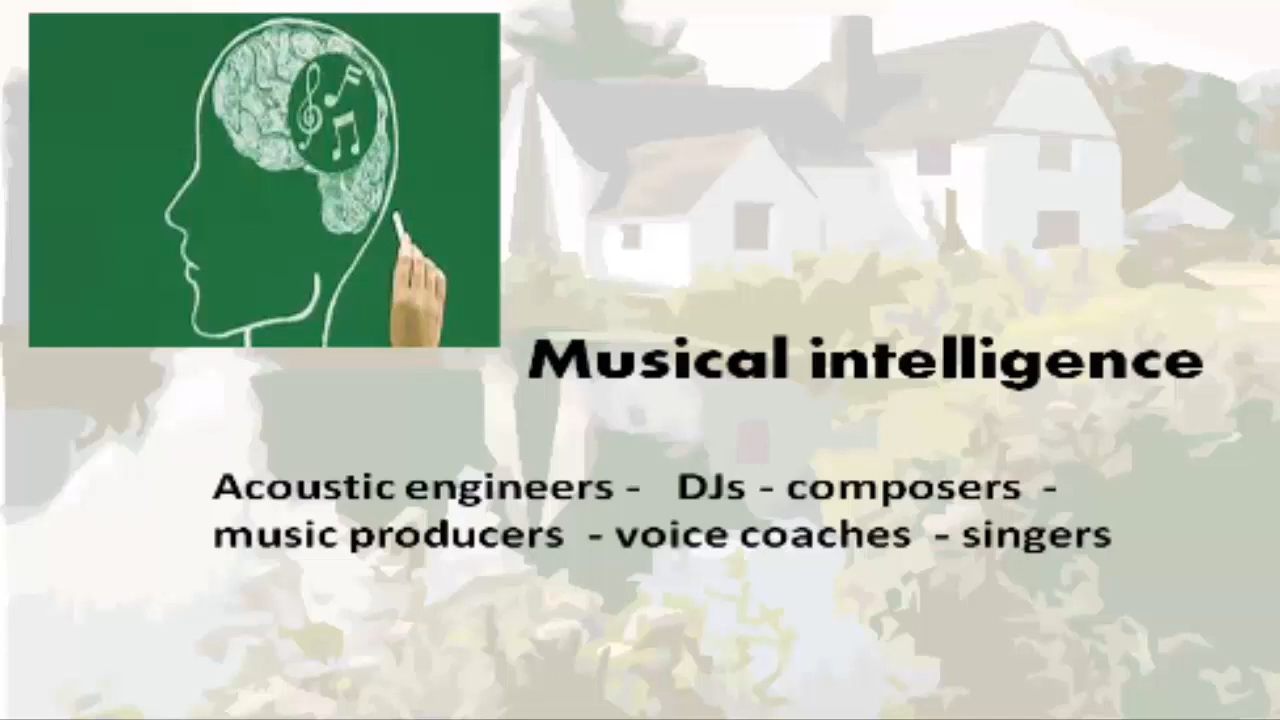 Musical intelligence
Acoustic engineers - DJs - composers -
music producers - voice coaches - singers